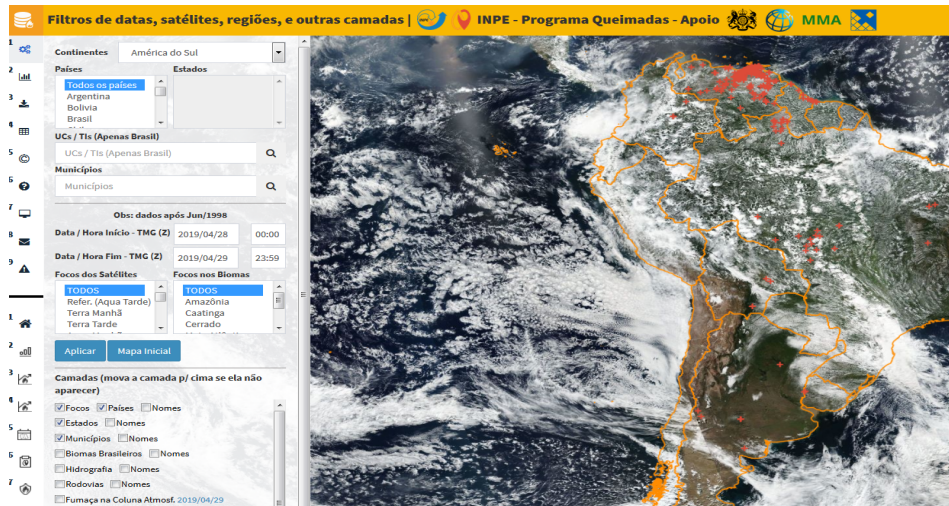 Filtros de datas, satélites, regiões, e outras camadas | INPE - Programa Queimadas - Apoio MMA
Continentes América do Sul
Países Estados
Todos os países
Argentina
Bolivia
Brasil
UCs / TIs (Apenas Brasil)
UCs / TIs (Apenas Brasil)
Municípios
Municípios
Obs: dados após Jun/1998
Data / Hora Início - TMG (Z) 2019/04/28 00:00
Data / Hora Fim - TMG (Z) 2019/04/29 23:59
Focos dos Satélites Focos nos Biomas
TODOS TODOS
Refer. (Aqua Tarde) Amazônia
Terra Manhã Caatinga
Terra Tarde Cerrado
Aplicar Mapa Inicial
Camadas (mova a camada p/ cima se ela não
aparecer)
Focos Países Nomes
Estados Nomes
Municípios Nomes
Biomas Brasileiros Nomes
Hidrografia Nomes
Rodovias Nomes
Fumaça na Coluna Atmosf. 2019/04/29
1
2
3
4
5
6
7
8
9
1
2
3
4
5
6
7